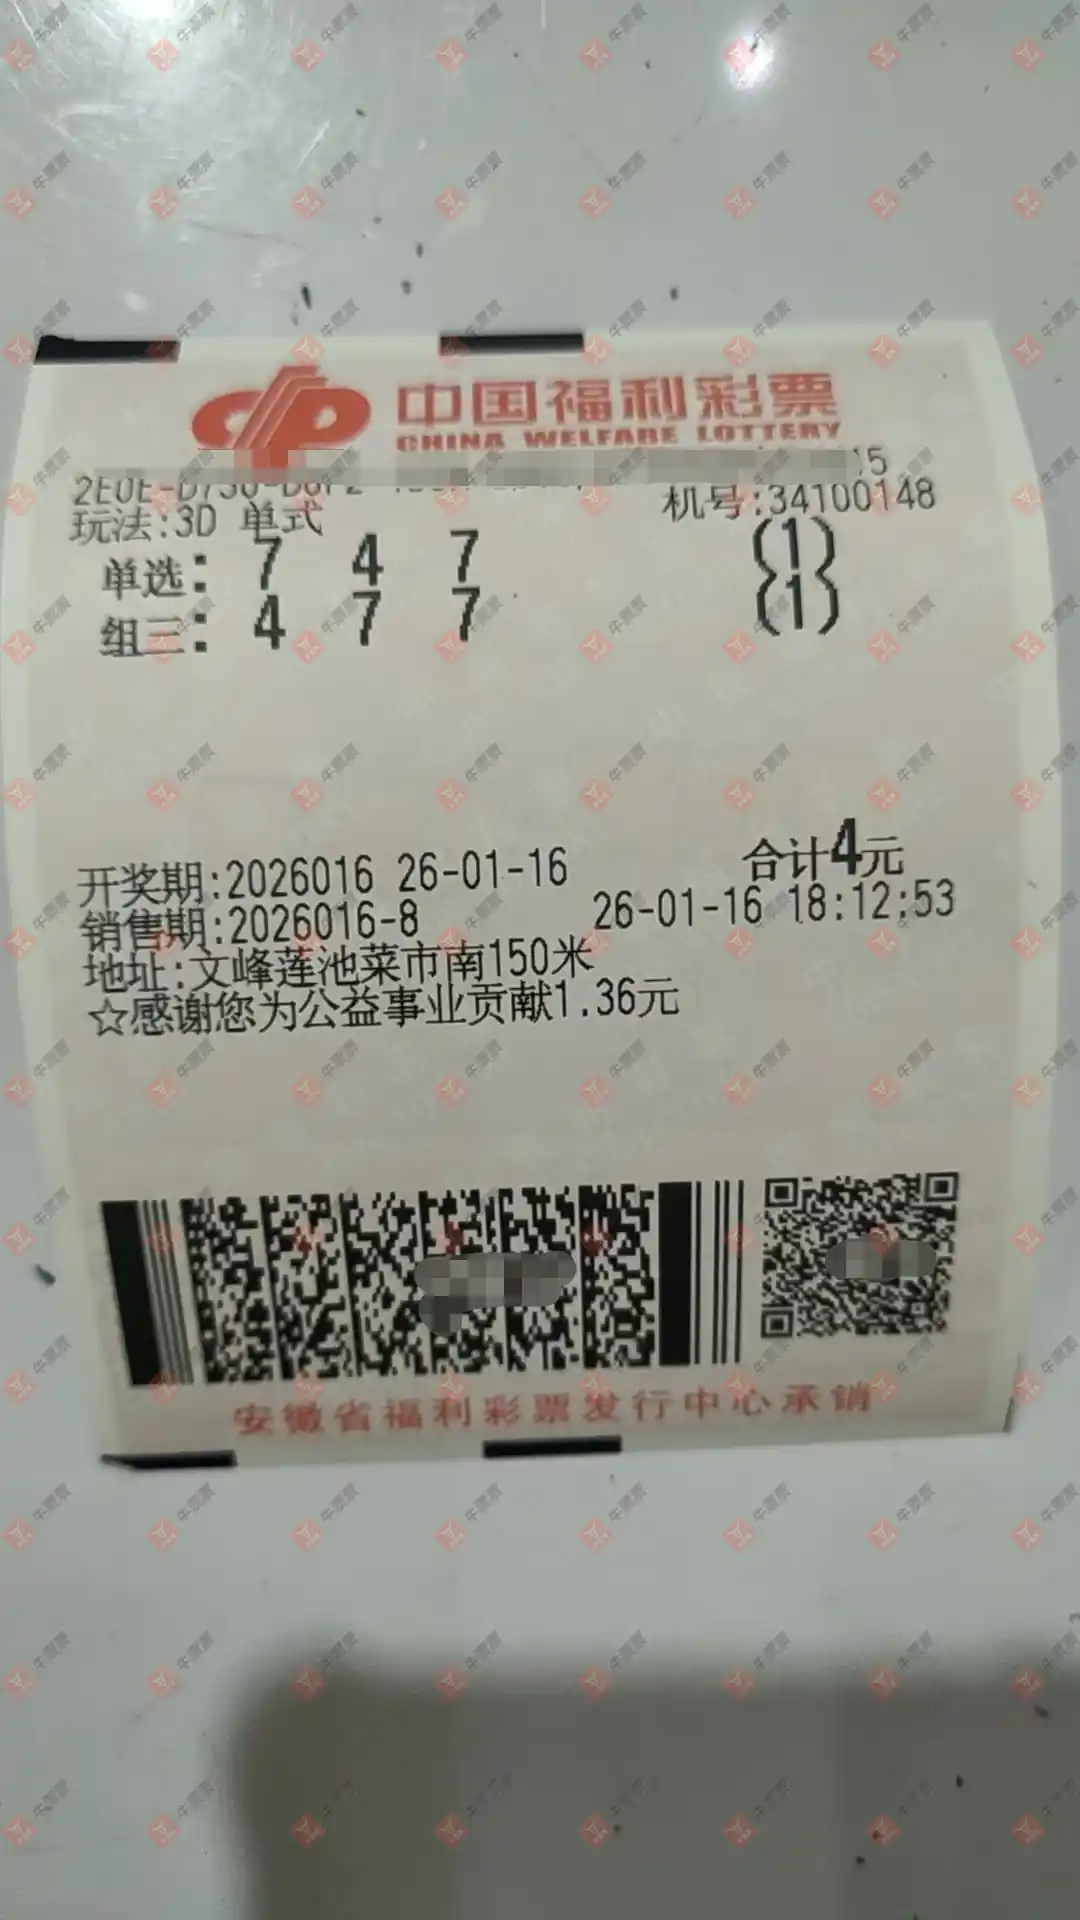 中国福利彩票
CHINA WELFARE LOTTERY
15
机号:34100148
玩法:3D 单式
单选: 7 4 7 (1)
组三: 4 7 7 (1)
合计4元
开奖期:2026016 26-01-16
销售期:2026016-8 26-01-16 18:12:53
地址:文峰莲池菜市南150米
☆感谢您为公益事业贡献1.36元
安徽省福利彩票发行中心承销
牛票票